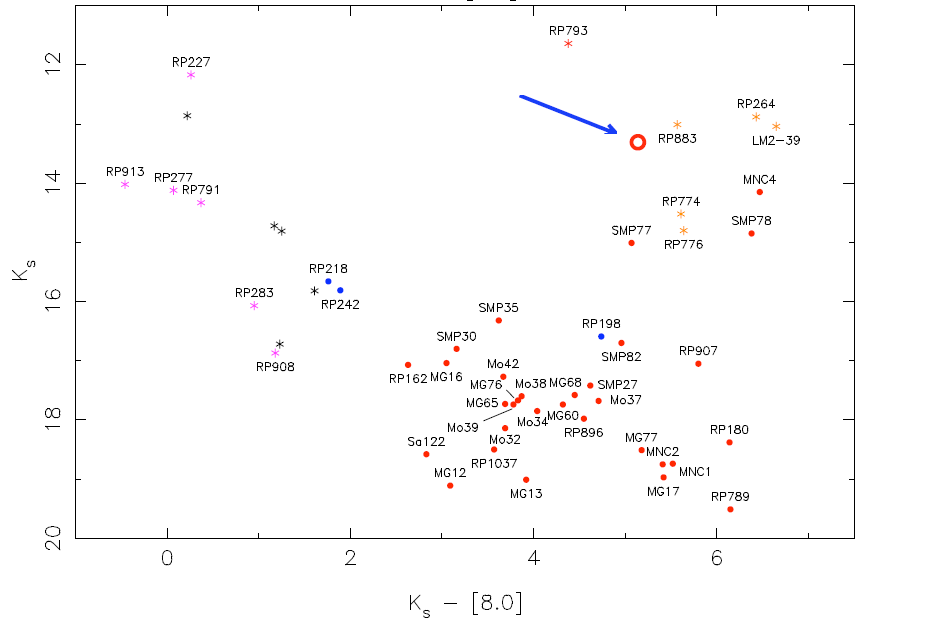 12
14
16
18
20
Ks
RP793
RP227
RP264
RP883
LM2-39
RP913
RP277
RP791
MNC4
RP774
SMP78
SMP77
RP776
RP218
RP283
RP242
SMP35
RP198
SMP30
SMP82
RP907
RP908
RP162
MG16
Mo42
MG76
Mo38
MG68
SMP27
MG65
Mo37
Mo39
Mo34
MG60
RP896
Sa122
Mo32
MG77
RP180
RP1037
MNC2
MG12
MNC1
MG13
MG17
RP789
0 2 4 6
Ks - [8.0]